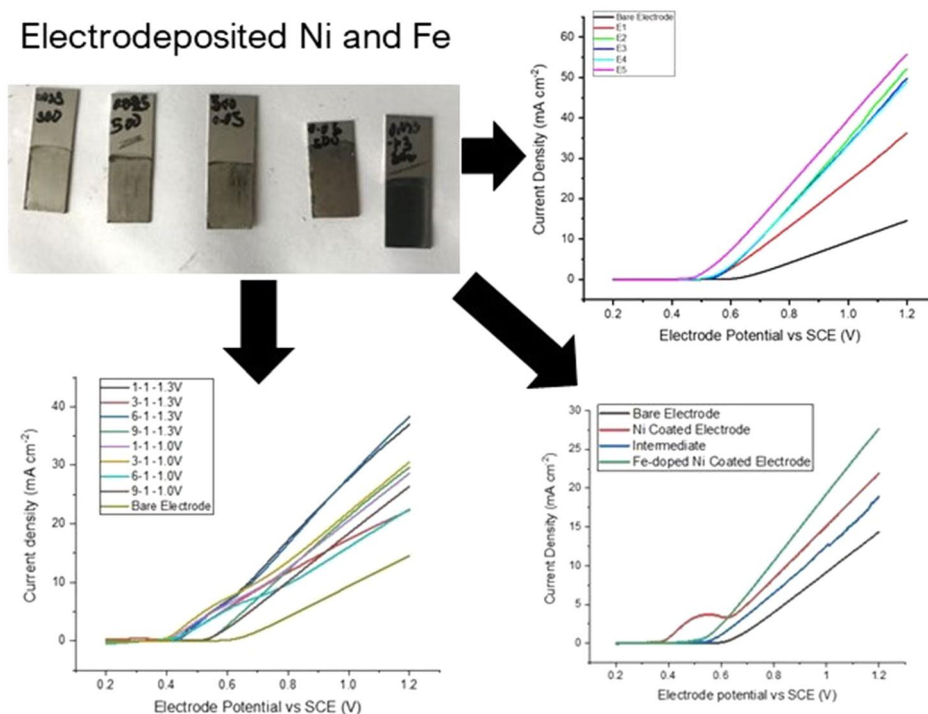 Electrodeposited Ni and Fe
500
500
0.05
500
Bare Electrode
E1
E2
E3
E4
E5
60
50
40
30
20
10
0
Current Density (mA cm⁻²)
0.2 0.4 0.6 0.8 1.0 1.2
Electrode Potential vs SCE (V)
1-1 -1.3V
3-1 -1.3V
6-1 -1.3V
9-1 -1.3V
1-1 -1.0V
3-1 -1.0V
6-1 -1.0V
9-1 -1.0V
Bare Electrode
40
30
20
10
0
Current density (mA cm⁻²)
0.2 0.4 0.6 0.8 1.0 1.2
Electrode Potential vs SCE (V)
Bare Electrode
Ni Coated Electrode
Intermediate
Fe-doped Ni Coated Electrode
30
25
20
15
10
5
0
Current Density (mA cm⁻²)
0.2 0.4 0.6 0.8 1 1.2
Electrode potential vs SCE (V)